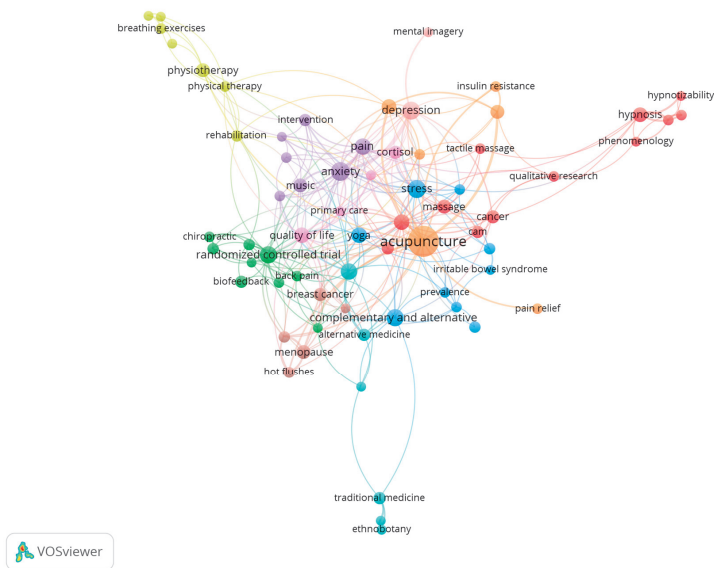 breathing exercises
mental imagery
physiotherapy
physical therapy
insulin resistance
hypnotizability
depression
hypnosis
intervention
rehabilitation
pain
cortisol
tactile massage
phenomenology
anxiety
qualitative research
music
stress
massage
primary care
cancer
chiropractic
quality of life
yoga
acupuncture
cam
randomized controlled trial
irritable bowel syndrome
biofeedback
back pain
breast cancer
prevalence
pain relief
complementary and alternative
alternative medicine
menopause
hot flushes
traditional medicine
ethnobotany
VOSviewer